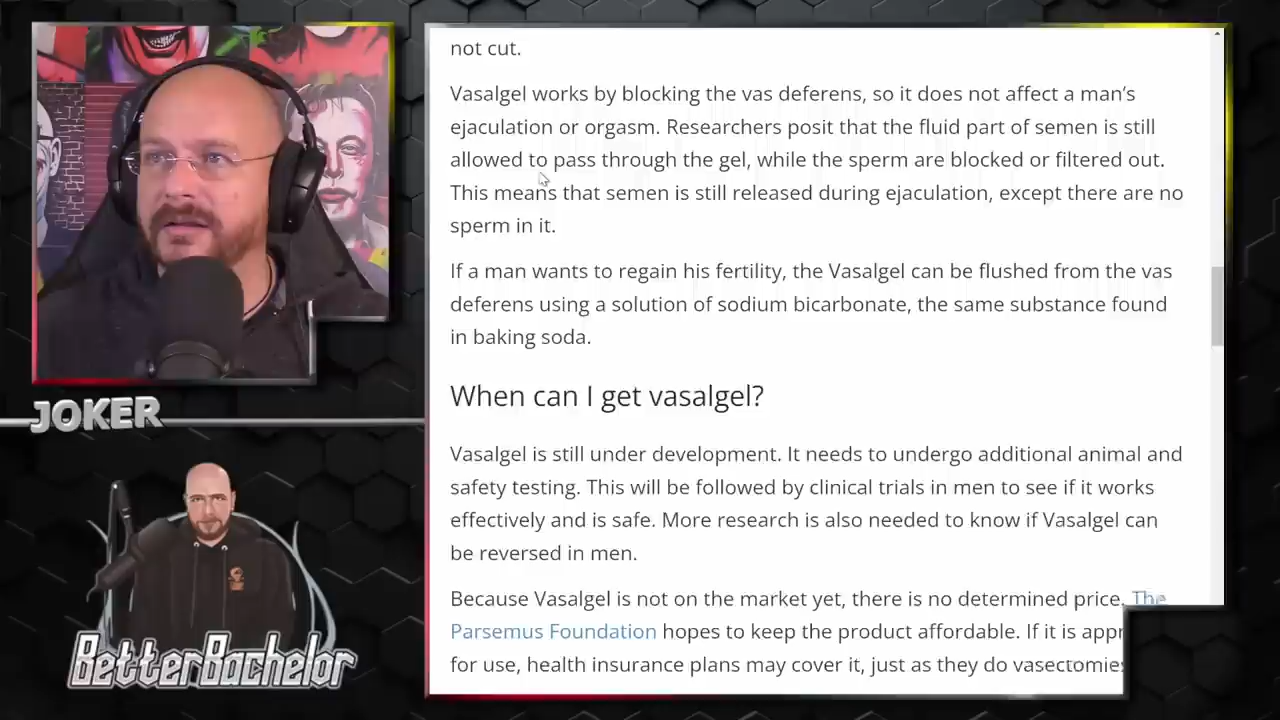 not cut.
Vasalgel works by blocking the vas deferens, so it does not affect a man’s
ejaculation or orgasm. Researchers posit that the fluid part of semen is still
allowed to pass through the gel, while the sperm are blocked or filtered out.
This means that semen is still released during ejaculation, except there are no
sperm in it.
If a man wants to regain his fertility, the Vasalgel can be flushed from the vas
deferens using a solution of sodium bicarbonate, the same substance found
in baking soda.
When can I get vasalgel?
Vasalgel is still under development. It needs to undergo additional animal and
safety testing. This will be followed by clinical trials in men to see if it works
effectively and is safe. More research is also needed to know if Vasalgel can
be reversed in men.
Because Vasalgel is not on the market yet, there is no determined price. The
Parsemus Foundation hopes to keep the product affordable. If it is appr
for use, health insurance plans may cover it, just as they do vasectomies
JOKER
BetterBachelor